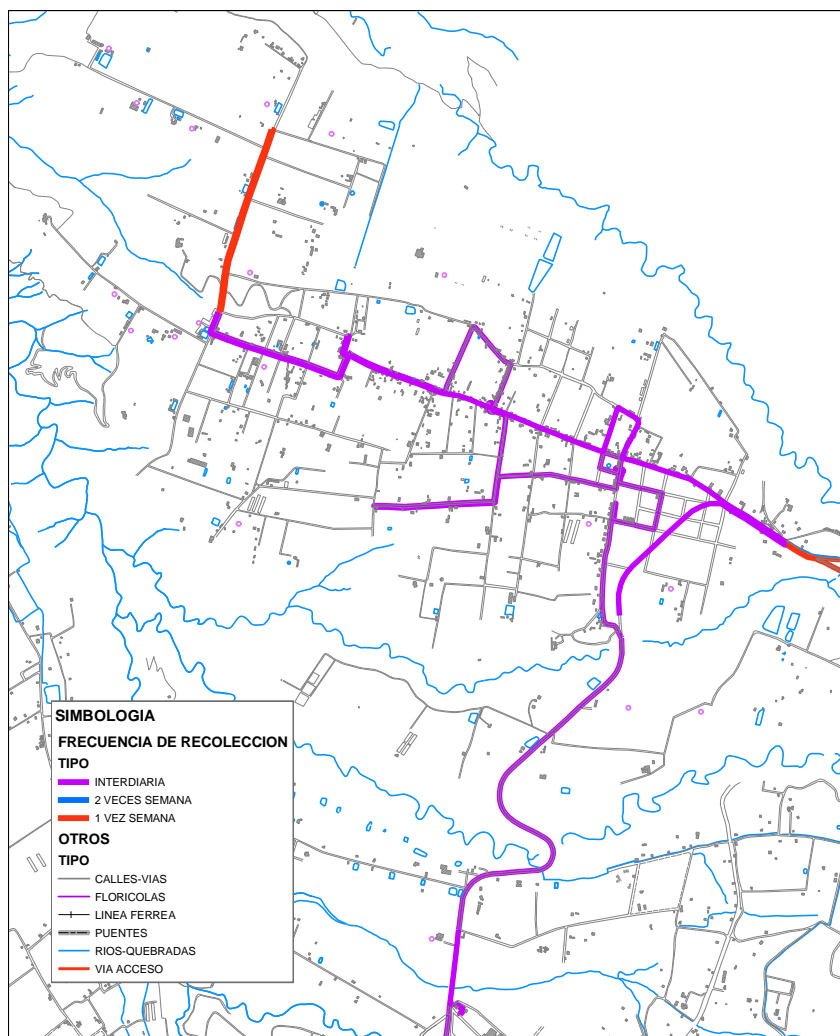 SIMBOLOGIA
FRECUENCIA DE RECOLECCION
TIPO
INTERDIARIA
2 VECES SEMANA
1 VEZ SEMANA
OTROS
TIPO
CALLES-VIAS
FLORICOLAS
LINEA FERREA
PUENTES
RIOS-QUEBRADAS
VIA ACCESO